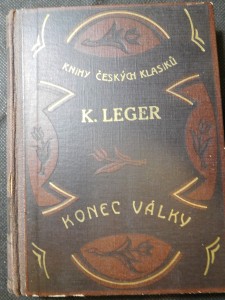 KNIHY ČESKÝCH KLASIKŮ
K. LEGER
KONEC VÁLKY